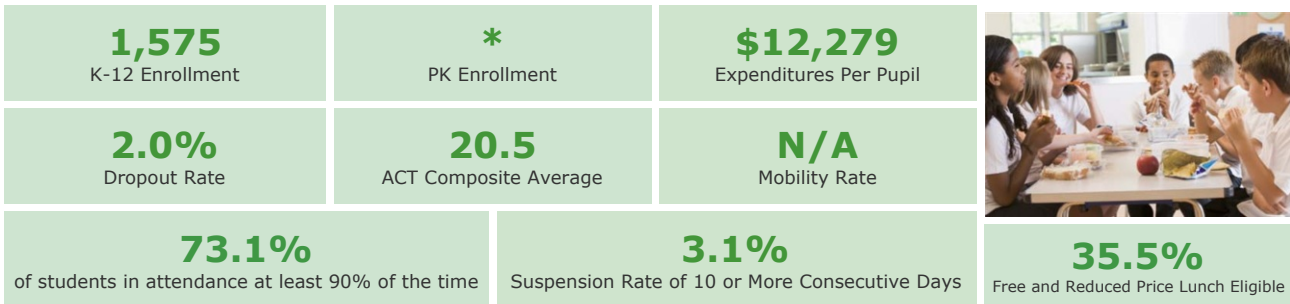 1,575
K-12 Enrollment
*
PK Enrollment
$12,279
Expenditures Per Pupil
2.0%
Dropout Rate
20.5
ACT Composite Average
N/A
Mobility Rate
73.1%
of students in attendance at least 90% of the time
3.1%
Suspension Rate of 10 or More Consecutive Days
35.5%
Free and Reduced Price Lunch Eligible